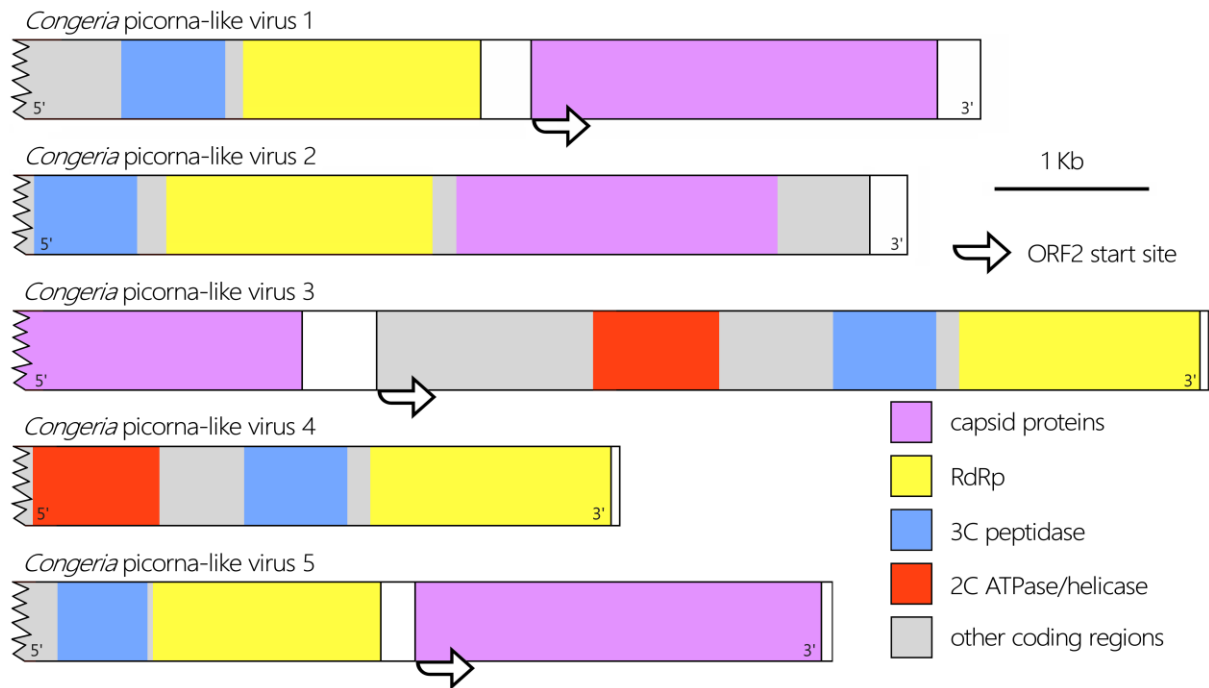 Congeria picorna-like virus 1
5'
3'
Congeria picorna-like virus 2
5'
3'
1 Kb
ORF2 start site
Congeria picorna-like virus 3
5'
3'
Congeria picorna-like virus 4
5'
3'
Congeria picorna-like virus 5
5'
3'
capsid proteins
RdRp
3C peptidase
2C ATPase/helicase
other coding regions